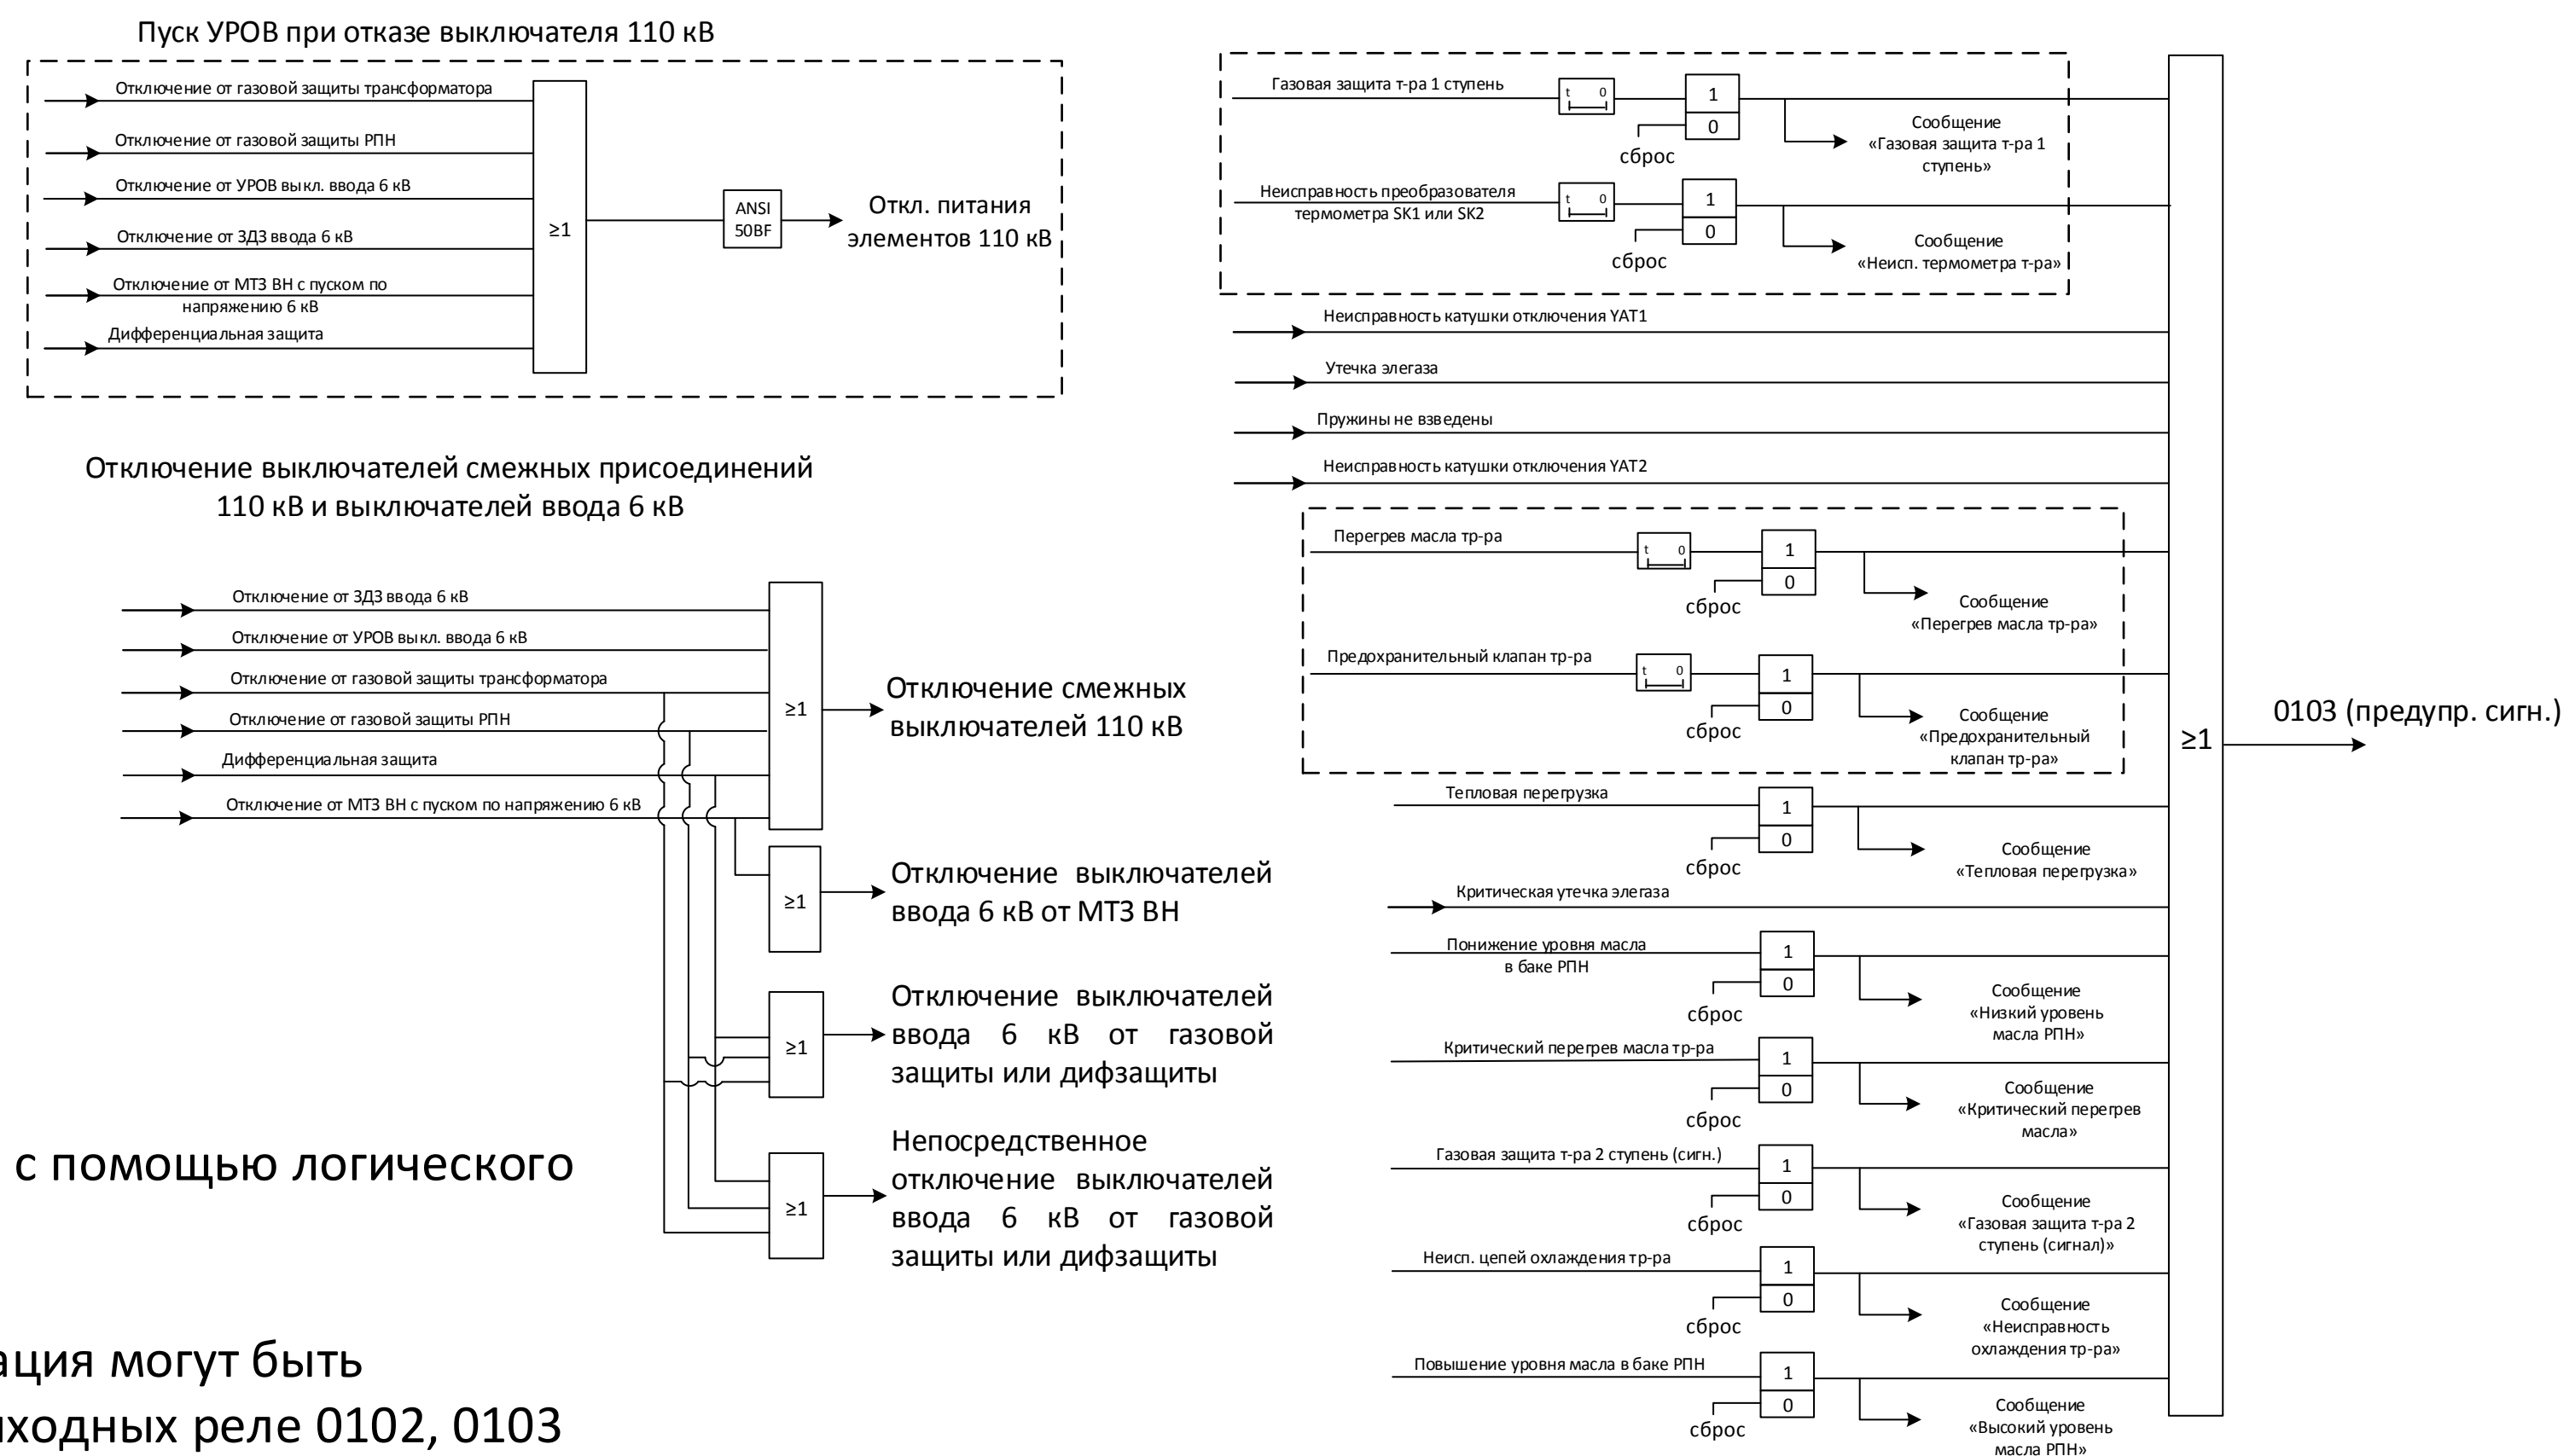 Пуск УРОВ при отказе выключателя 110 кВ
Отключение от газовой защиты трансформатора
Отключение от газовой защиты РПН
Отключение от УРОВ выкл. ввода 6 кВ
Отключение от ЗДЗ ввода 6 кВ
Отключение от МТЗ ВН с пуском по
напряжению 6 кВ
Дифференциальная защита
≥1
ANSI
50BF
Откл. питания
элементов 110 кВ
Отключение выключателей смежных присоединений
110 кВ и выключателей ввода 6 кВ
Отключение от ЗДЗ ввода 6 кВ
Отключение от УРОВ выкл. ввода 6 кВ
Отключение от газовой защиты трансформатора
Отключение от газовой защиты РПН
Дифференциальная защита
Отключение от МТЗ ВН с пуском по напряжению 6 кВ
≥1
Отключение смежных
выключателей 110 кВ
≥1
Отключение выключателей
ввода 6 кВ от МТЗ ВН
≥1
Отключение выключателей
ввода 6 кВ от газовой
защиты или дифзащиты
≥1
Непосредственное
отключение выключателей
ввода 6 кВ от газовой
защиты или дифзащиты
с помощью логического
ация могут быть
ходных реле 0102, 0103
Газовая защита т-ра 1 ступень
t 0
1
0
сброс
Сообщение
«Газовая защита т-ра 1
ступень»
Неисправность преобразователя
термометра SK1 или SK2
t 0
1
0
сброс
Сообщение
«Неисп. термометра т-ра»
Неисправность катушки отключения YAT1
Утечка элегаза
Пружины не взведены
Неисправность катушки отключения YAT2
Перегрев масла тр-ра
t 0
1
0
сброс
Сообщение
«Перегрев масла тр-ра»
Предохранительный клапан тр-ра
t 0
1
0
сброс
Сообщение
«Предохранительный
клапан тр-ра»
Тепловая перегрузка
1
0
сброс
Сообщение
«Тепловая перегрузка»
Критическая утечка элегаза
Понижение уровня масла
в баке РПН
1
0
сброс
Сообщение
«Низкий уровень
масла РПН»
Критический перегрев масла тр-ра
1
0
сброс
Сообщение
«Критический перегрев
масла»
Газовая защита т-ра 2 ступень (сигн.)
1
0
сброс
Сообщение
«Газовая защита т-ра 2
ступень (сигнал)»
Неисп. цепей охлаждения тр-ра
1
0
сброс
Сообщение
«Неисправность
охлаждения тр-ра»
Повышение уровня масла в баке РПН
1
0
сброс
Сообщение
«Высокий уровень
масла РПН»
≥1
0103 (предупр. сигн.)